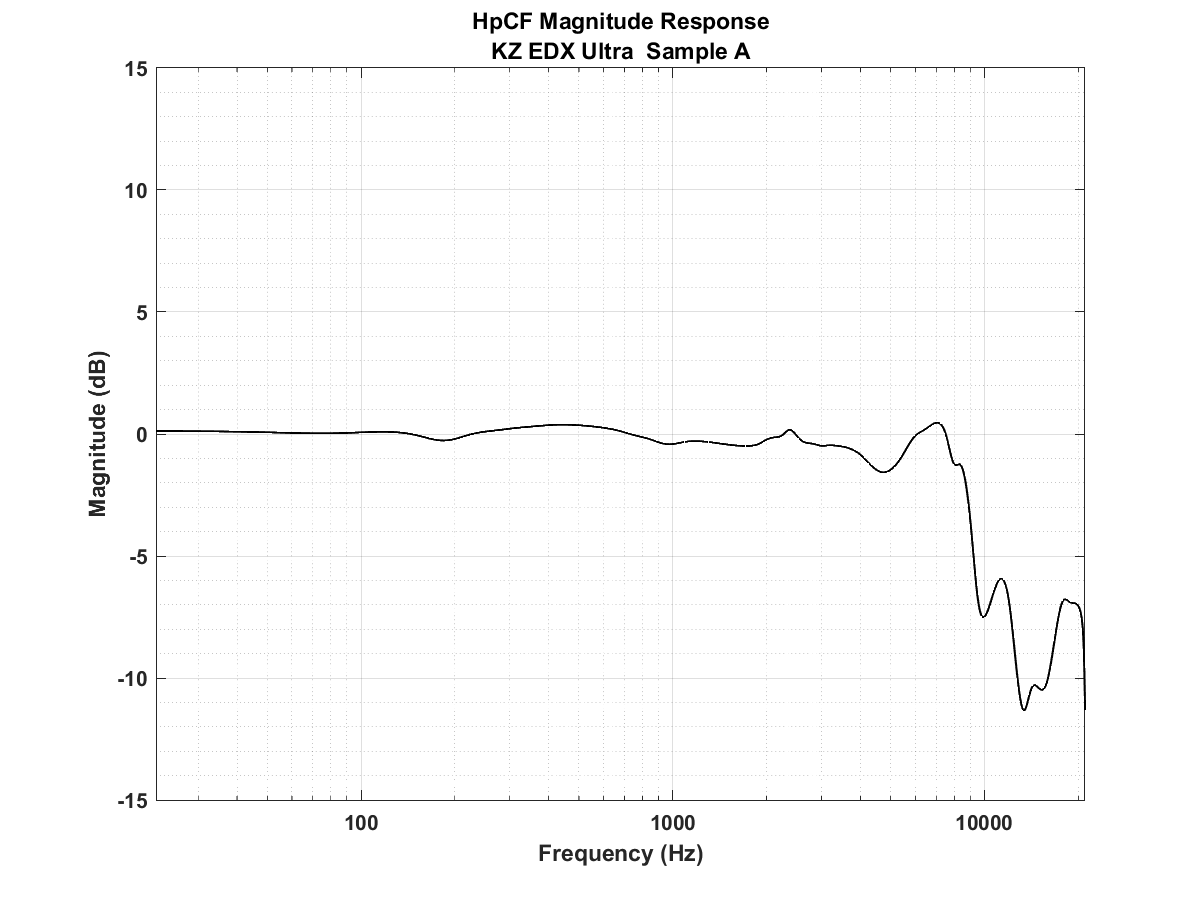 HpCF Magnitude Response
KZ EDX Ultra  Sample A
15
10
5
0
-5
-10
-15
Magnitude (dB)
100
1000
10000
Frequency (Hz)